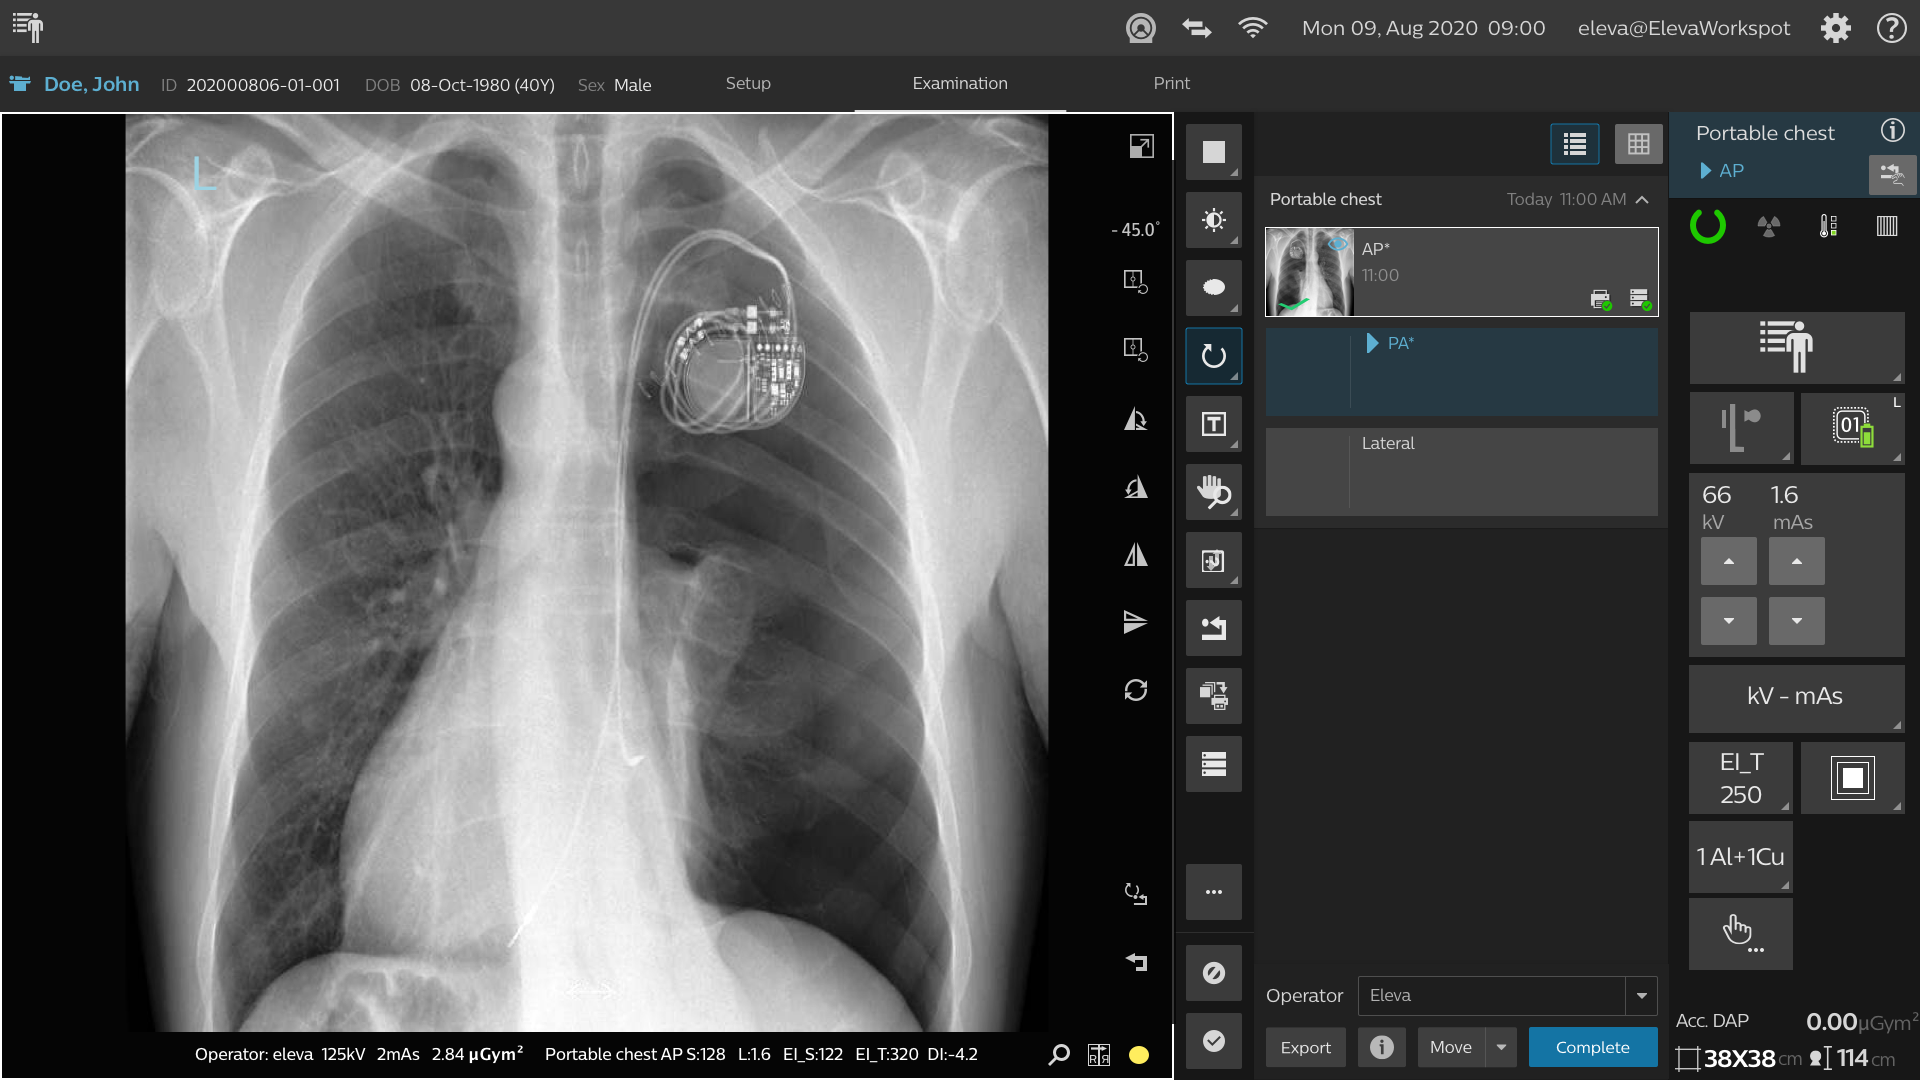 Mon 09, Aug 2020 09:00 eleva@ElevaWorkspot
Doe, John ID 202000806-01-001 DOB 08-Oct-1980 (40Y) Sex Male Setup Examination Print
L
- 45.0°
Operator: eleva 125kV 2mAs 2.84 µGym² Portable chest AP S:128 L:1.6 EI_S:122 EI_T:320 DI:-4.2
R R
T
Portable chest Today 11:00 AM
AP*
11:00
PA*
Lateral
Operator Eleva
Export Move Complete
Portable chest
AP
L
01
66 1.6
kV mAs
kV - mAs
EI_T
250
1 Al+1Cu
Acc. DAP 0.00 µGym²
38X38 cm 114 cm